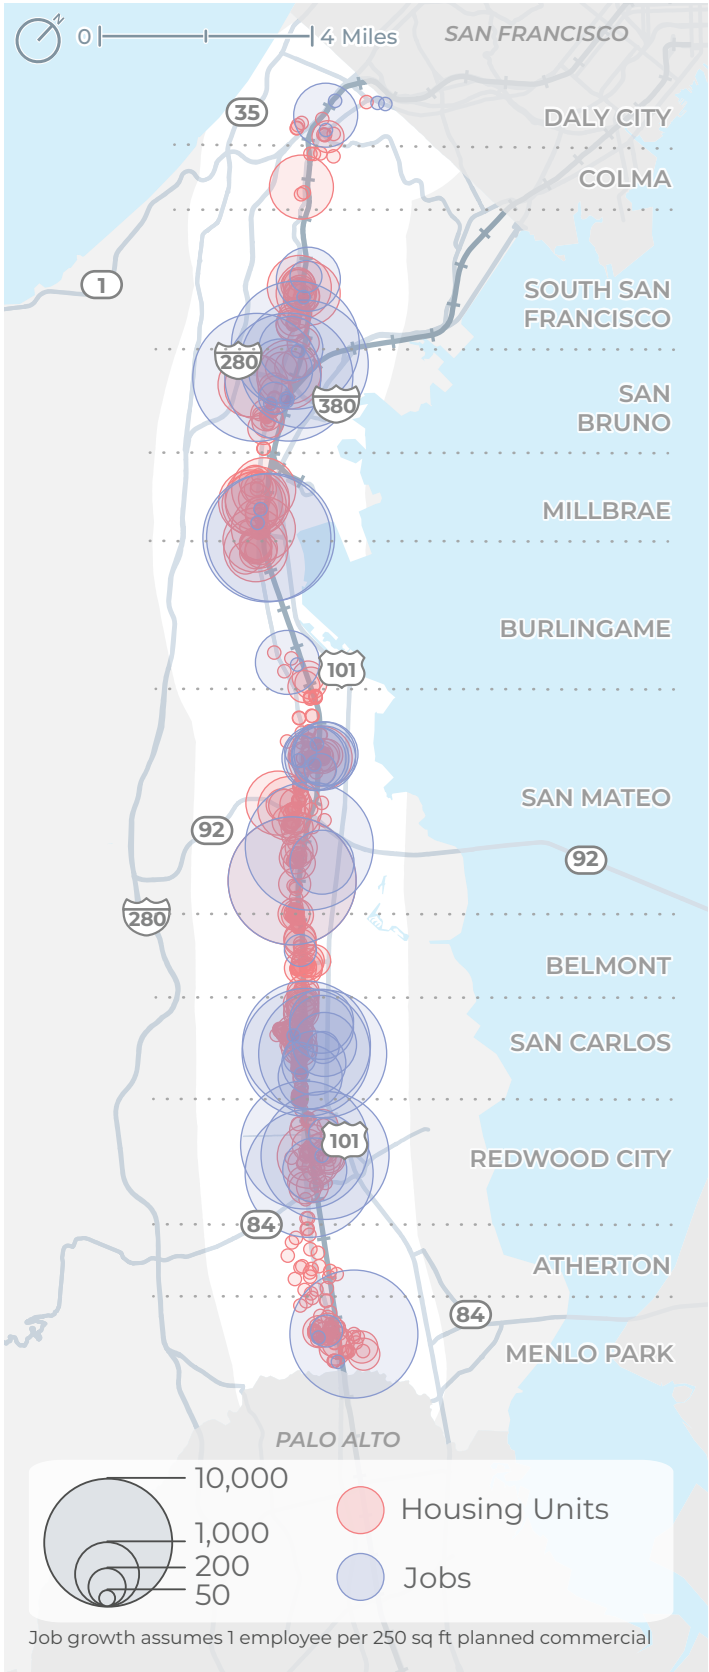 N
0
4 Miles
SAN FRANCISCO
35
DALY CITY
COLMA
1
SOUTH SAN
FRANCISCO
280
380
SAN
BRUNO
MILLBRAE
BURLINGAME
101
SAN MATEO
92
92
280
BELMONT
SAN CARLOS
101
REDWOOD CITY
84
ATHERTON
84
MENLO PARK
PALO ALTO
10,000
1,000
200
50
Housing Units
Jobs
Job growth assumes 1 employee per 250 sq ft planned commercial